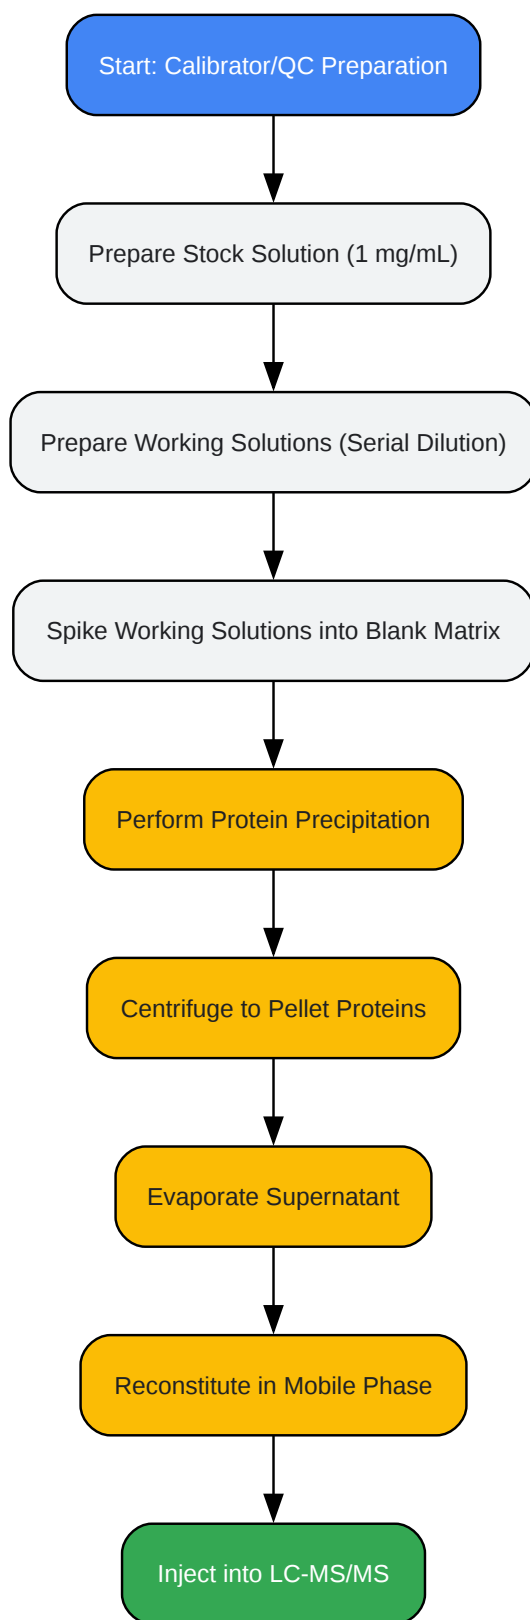 Start: Calibrator/QC Preparation
Prepare Stock Solution (1 mg/mL)
Prepare Working Solutions (Serial Dilution)
Spike Working Solutions into Blank Matrix
Perform Protein Precipitation
Centrifuge to Pellet Proteins
Evaporate Supernatant
Reconstitute in Mobile Phase
Inject into LC-MS/MS